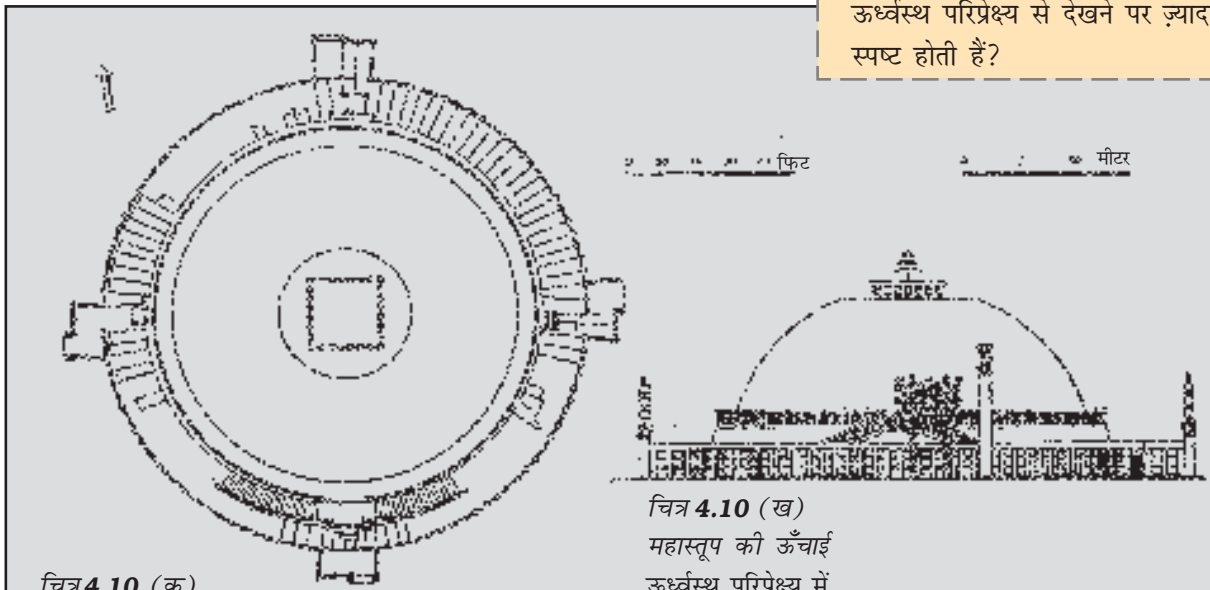 ऊर्ध्वस्थ परिप्रेक्ष्य से देखने पर
स्पष्ट होती हैं?
फिट
मीटर
चित्र 4.10 (ख)
महास्तूप की ऊँचाई
ऊर्ध्वस्थ परिप्रेक्ष्य में
चित्र 4.10 (क)